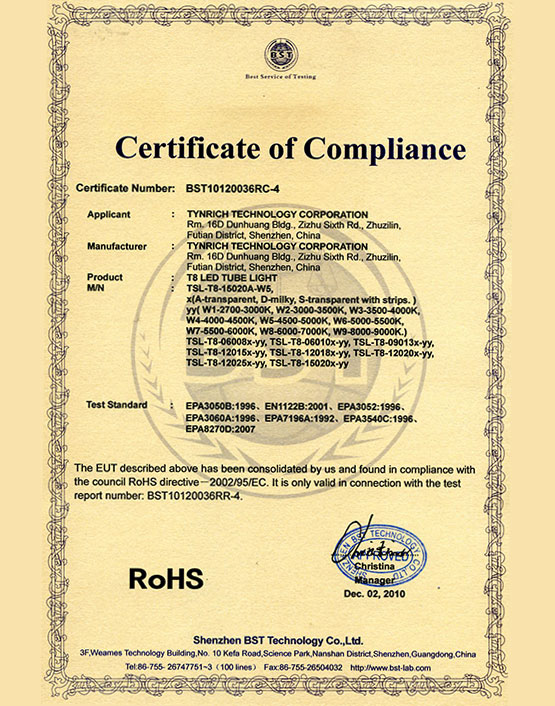 BST
Best Service of Testing
Certificate of Compliance
Certificate Number: BST10120036RC-4
Applicant : TYNRICH TECHNOLOGY CORPORATION
Rm. 16D Dunhuang Bldg., Zizhu Sixth Rd., Zhuzilin,
Futian District, Shenzhen, China
Manufacturer : TYNRICH TECHNOLOGY CORPORATION
Rm. 16D Dunhuang Bldg., Zizhu Sixth Rd., Zhuzilin,
Futian District, Shenzhen, China
Product : T8 LED TUBE LIGHT
M/N : TSL-T8-15020A-W5,
x(A-transparent, D-milky, S-transparent with strips. )
yy( W1-2700-3000K, W2-3000-3500K, W3-3500-4000K,
W4-4000-4500K, W5-4500-5000K, W6-5000-5500K,
W7-5500-6000K, W8-6000-7000K, W9-8000-9000K.)
TSL-T8-06008x-yy, TSL-T8-06010x-yy, TSL-T8-09013x-yy,
TSL-T8-12015x-yy, TSL-T8-12018x-yy, TSL-T8-12020x-yy,
TSL-T8-12025x-yy, TSL-T8-15020x-yy
Test Standard : EPA3050B:1996、EN1122B:2001、EPA3052:1996、
EPA3060A:1996、EPA7196A:1992、EPA3540C:1996、
EPA8270D:2007
The EUT described above has been consolidated by us and found in compliance with
the council RoHS directive－2002/95/EC. It is only valid in connection with the test
report number: BST10120036RR-4.
SHENZHEN BST TECHNOLOGY CO.,LTD.
APPROVED
Christina
Manager
Dec. 02, 2010
RoHS
Shenzhen BST Technology Co.,Ltd.
3F,Weames Technology Building,No. 10 Kefa Road,Science Park,Nanshan District,Shenzhen,Guangdong,China
Tel:86-755- 26747751~3 (100 lines) Fax:86-755-26504032 http://www.bst-lab.com